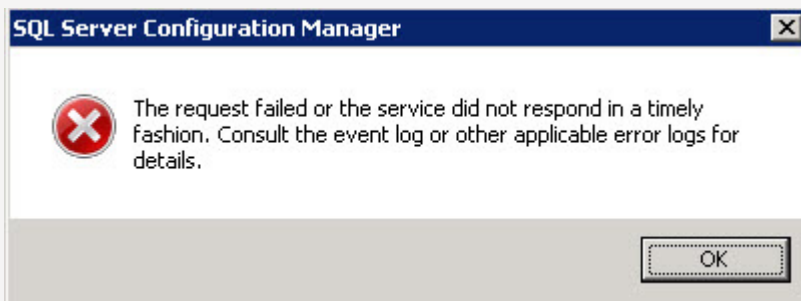 SQL Server Configuration Manager
The request failed or the service did not respond in a timely
fashion. Consult the event log or other applicable error logs for
details.
OK